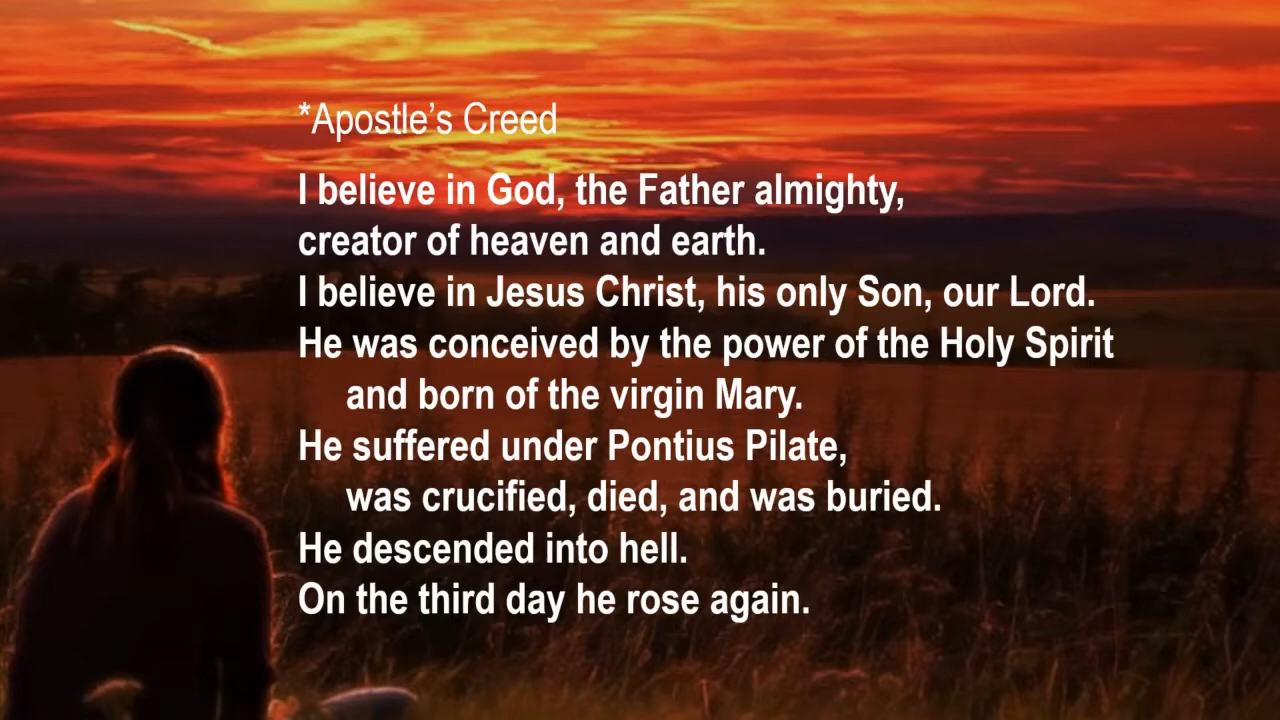 *Apostle’s Creed
I believe in God, the Father almighty,
creator of heaven and earth.
I believe in Jesus Christ, his only Son, our Lord.
He was conceived by the power of the Holy Spirit
and born of the virgin Mary.
He suffered under Pontius Pilate,
was crucified, died, and was buried.
He descended into hell.
On the third day he rose again.